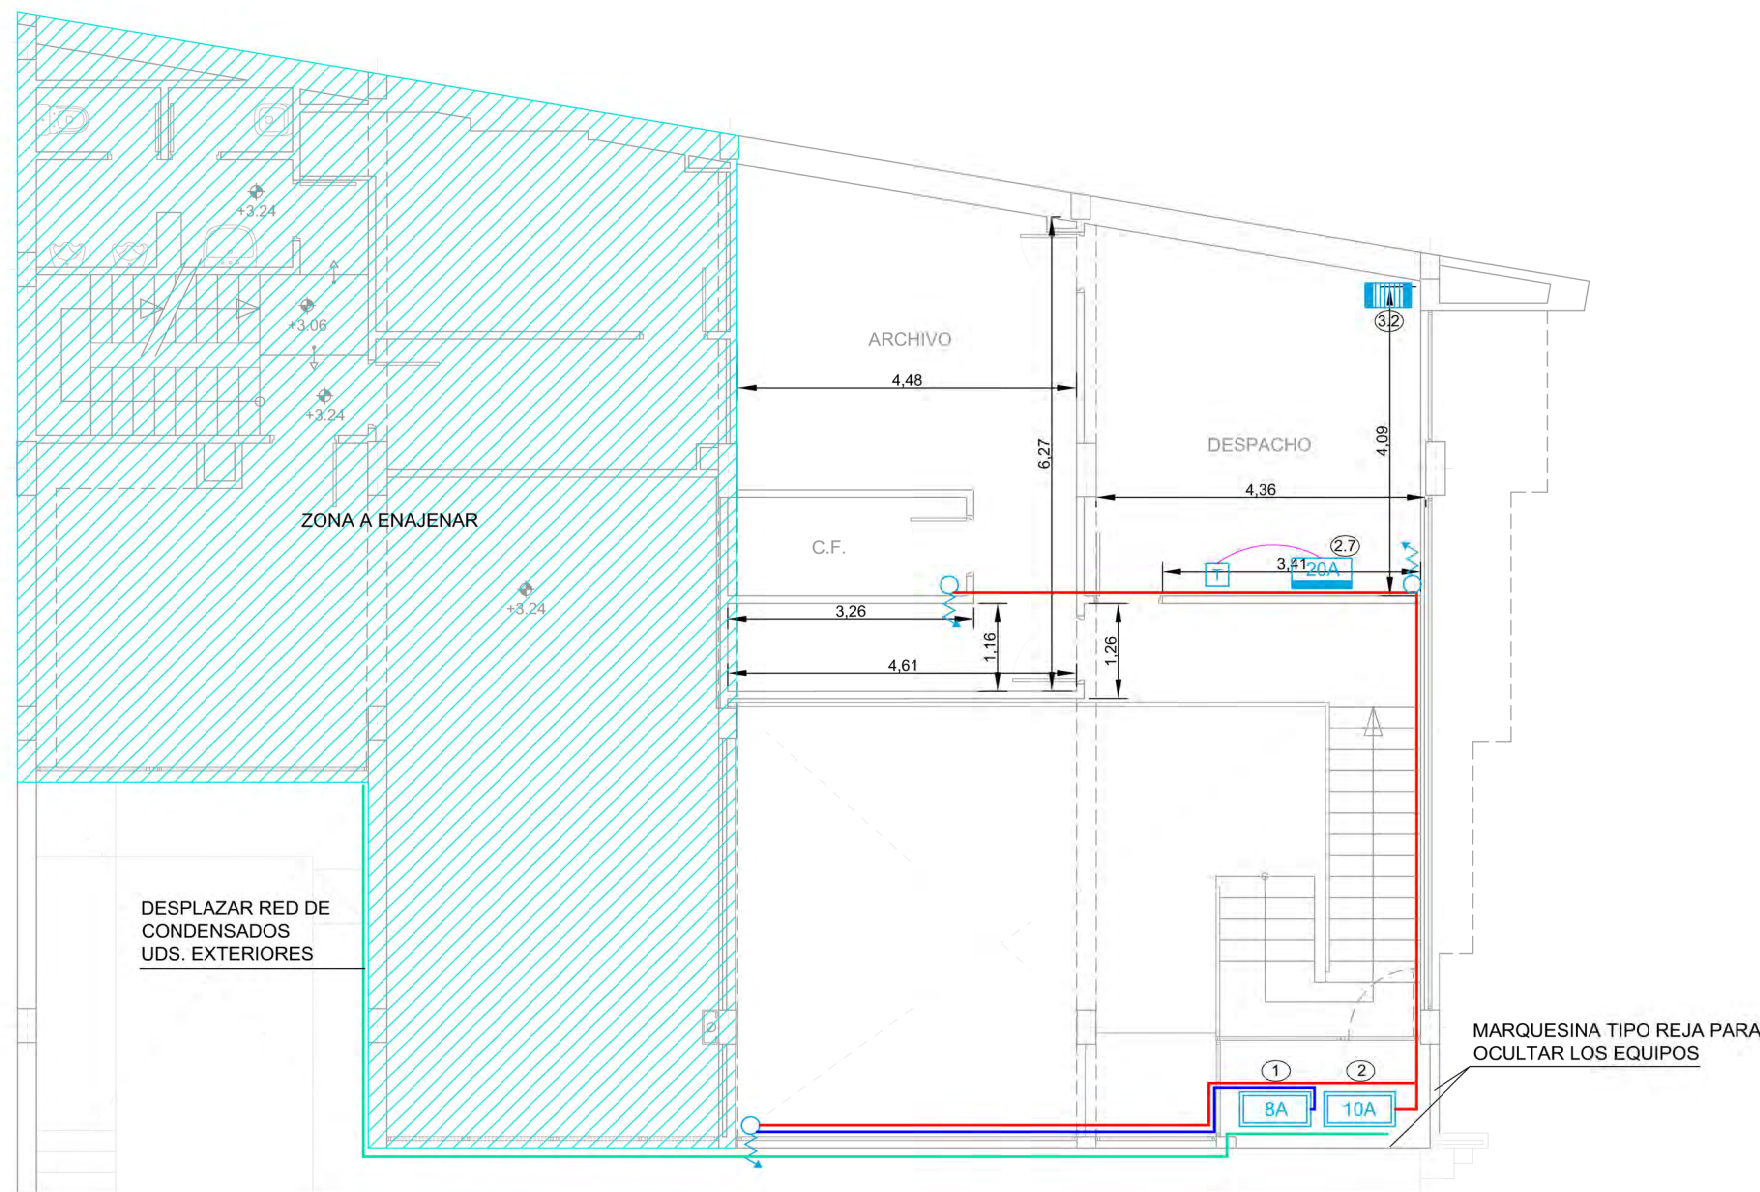 +3.24
+3.06
3.2
ARCHIVO
4,48
+3.24
4,09
DESPACHO
6,27
4,36
ZONA A ENAJENAR
C.F.
2.7
3,41
T
20A
+3.24
3,26
1,16
1,26
4,61
DESPLAZAR RED DE
CONDENSADOS
UDS. EXTERIORES
MARQUESINA TIPO REJA PARA
OCULTAR LOS EQUIPOS
1
2
8A
10A